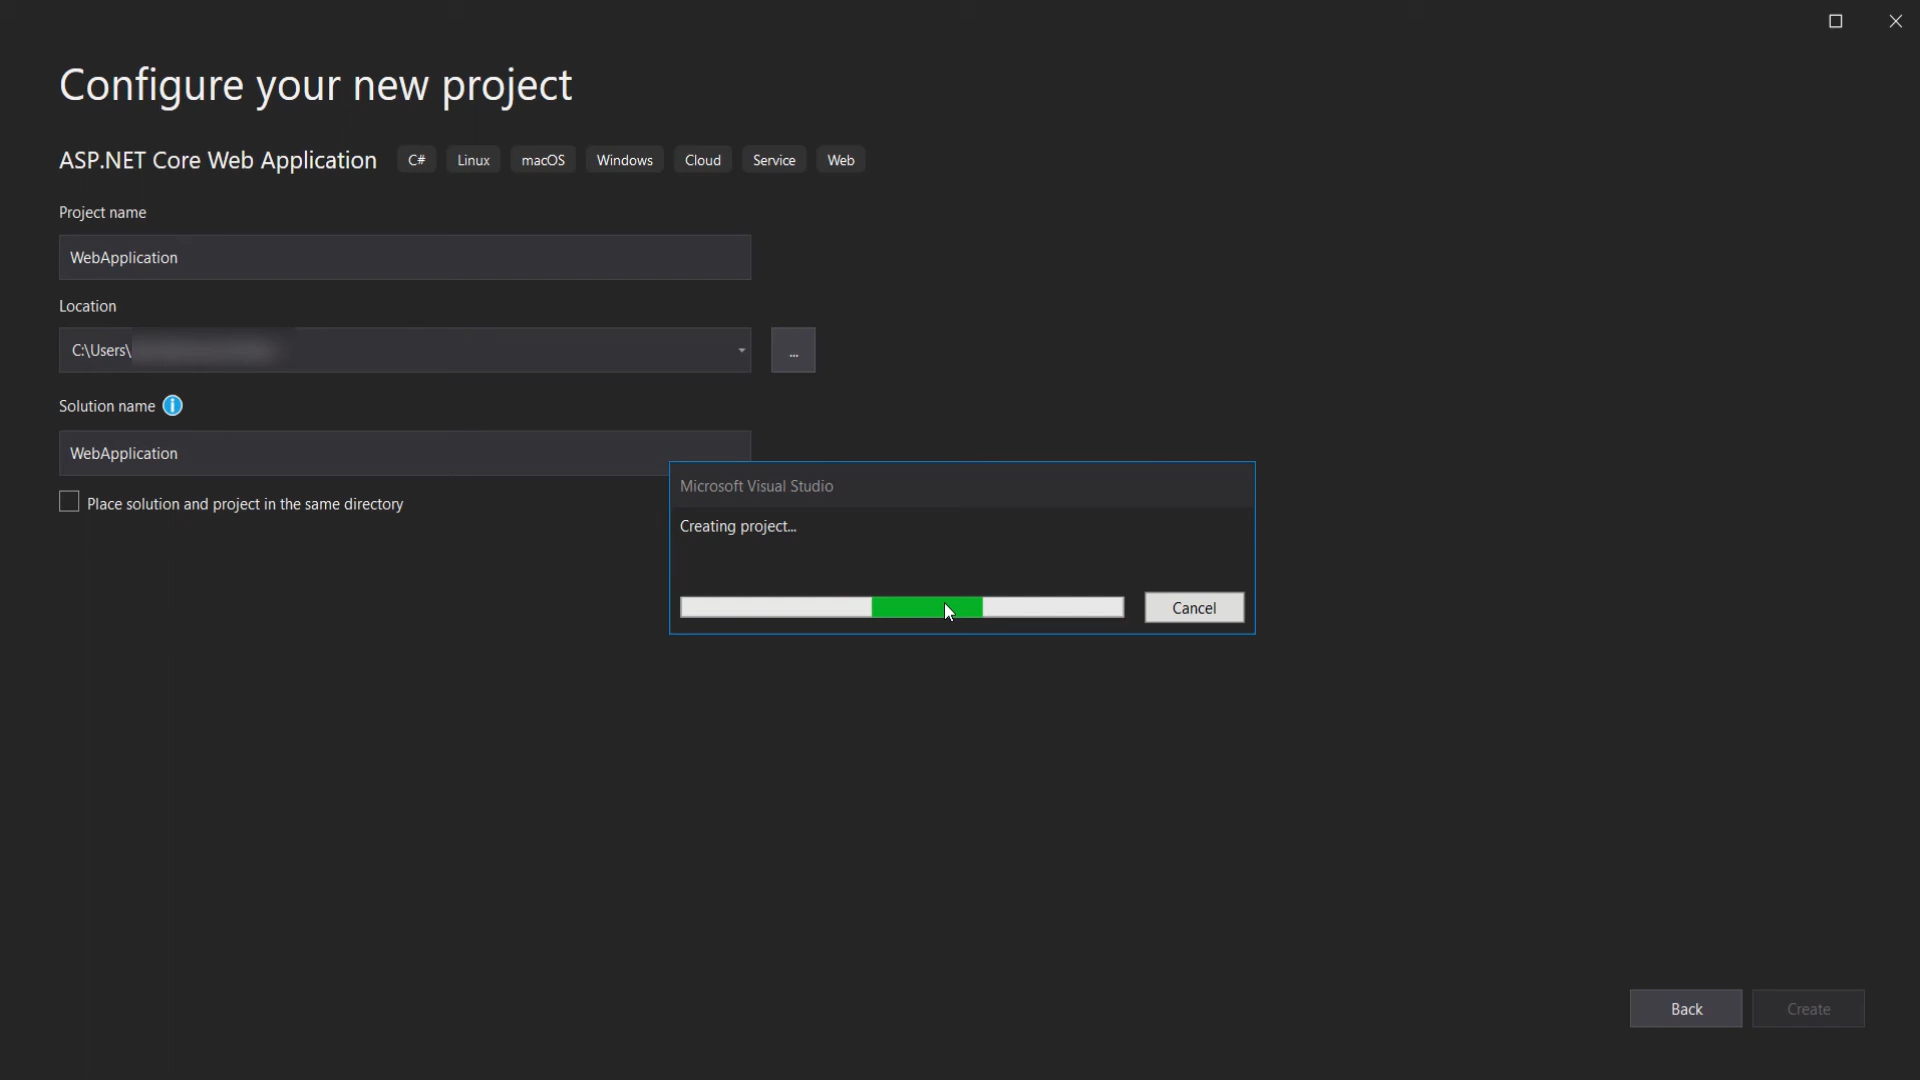 Configure your new project
ASP.NET Core Web Application C# Linux macOS Windows Cloud Service Web
Project name
WebApplication
Location
C:\Users\
...
Solution name
WebApplication
Place solution and project in the same directory
Microsoft Visual Studio
Creating project...
Cancel
Back Create